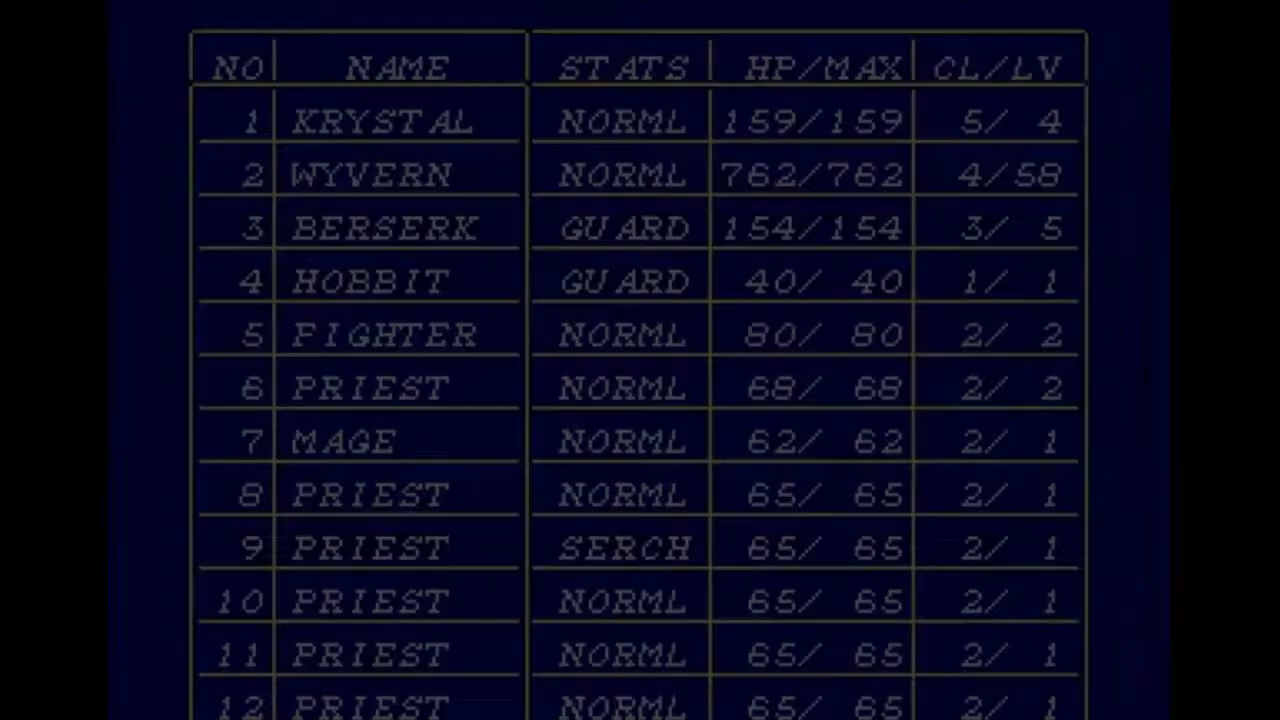 NO NAME STATS HP/MAX CL/LV
1 KRYSTAL NORML 159/159 5/ 4
2 WYVERN NORML 762/762 4/58
3 BERSERK GUARD 154/154 3/ 5
4 HOBBIT GUARD 40/ 40 1/ 1
5 FIGHTER NORML 80/ 80 2/ 2
6 PRIEST NORML 68/ 68 2/ 2
7 MAGE NORML 62/ 62 2/ 1
8 PRIEST NORML 65/ 65 2/ 1
9 PRIEST SERCH 65/ 65 2/ 1
10 PRIEST NORML 65/ 65 2/ 1
11 PRIEST NORML 65/ 65 2/ 1
12 PRIEST NORML 65/ 65 2/ 1